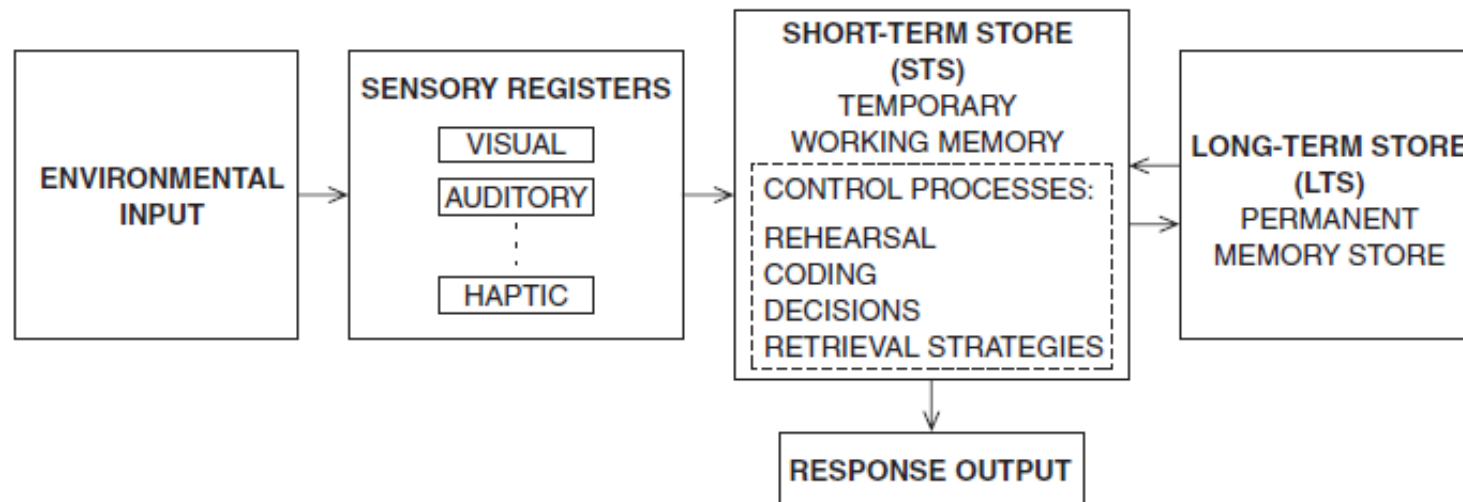 ENVIRONMENTAL
INPUT
SENSORY REGISTERS
VISUAL
AUDITORY
HAPTIC
SHORT-TERM STORE
(STS)
TEMPORARY
WORKING MEMORY
CONTROL PROCESSES:
REHEARSAL
CODING
DECISIONS
RETRIEVAL STRATEGIES
LONG-TERM STORE
(LTS)
PERMANENT
MEMORY STORE
RESPONSE OUTPUT